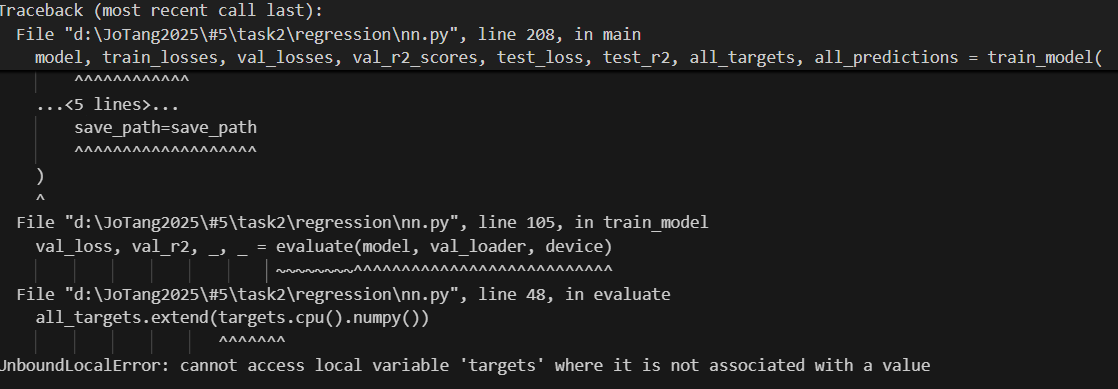 Traceback (most recent call last):
File "d:\JoTang2025\#5\task2\regression\nn.py", line 208, in main
model, train_losses, val_losses, val_r2_scores, test_loss, test_r2, all_targets, all_predictions = train_model(
^^^^^^^^^^^^
...<5 lines>...
save_path=save_path
^^^^^^^^^^^^^^^^^^^
)
^
File "d:\JoTang2025\#5\task2\regression\nn.py", line 105, in train_model
val_loss, val_r2, _, _ = evaluate(model, val_loader, device)
~~~~~~~~^^^^^^^^^^^^^^^^^^^^^^^^^^^
File "d:\JoTang2025\#5\task2\regression\nn.py", line 48, in evaluate
all_targets.extend(targets.cpu().numpy())
^^^^^^^
UnboundLocalError: cannot access local variable 'targets' where it is not associated with a value